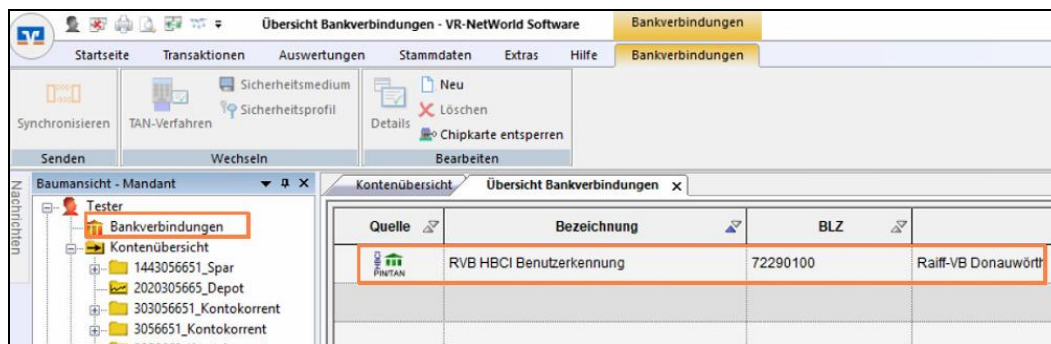 Übersicht Bankverbindungen - VR-NetWorld Software
Bankverbindungen
Startseite Transaktionen Auswertungen Stammdaten Extras Hilfe Bankverbindungen
Synchronisieren
Senden
TAN-Verfahren
Sicherheitsmedium
Sicherheitsprofil
Wechseln
Details
Neu
Löschen
Chipkarte entsperren
Bearbeiten
Nachrichten
Baumansicht - Mandant
Tester
Bankverbindungen
Kontenübersicht
1443056651_Spar
2020305665_Depot
303056651_Kontokorrent
3056651_Kontokorrent
Kontenübersicht Übersicht Bankverbindungen x
Quelle Bezeichnung BLZ
PIN/TAN RVB HBCI Benutzerkennung 72290100 Raiff-VB Donauwörth